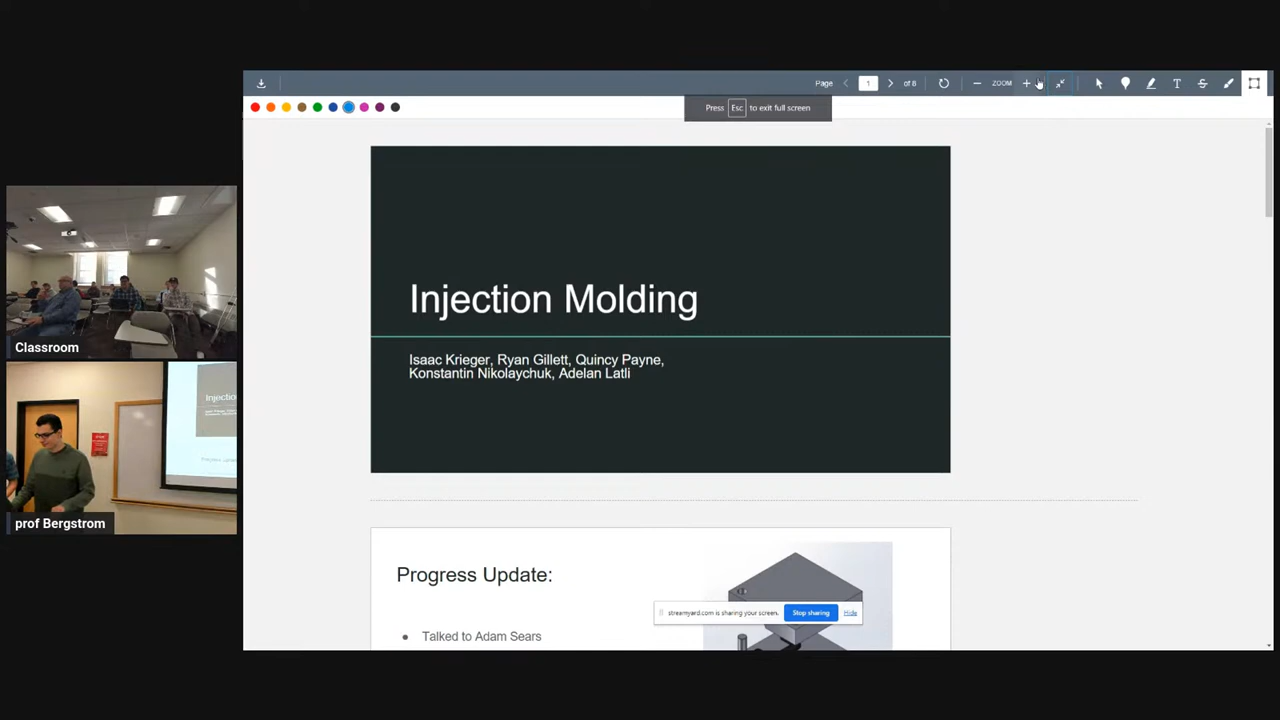 Page 1 of 8 ZOOM
Press Esc to exit full screen
Injection Molding
Isaac Krieger, Ryan Gillett, Quincy Payne,
Konstantin Nikolaychuk, Adelan Latli
Progress Update:
Talked to Adam Sears
streamyard.com is sharing your screen.
Stop sharing
Hide
Classroom
prof Bergstrom